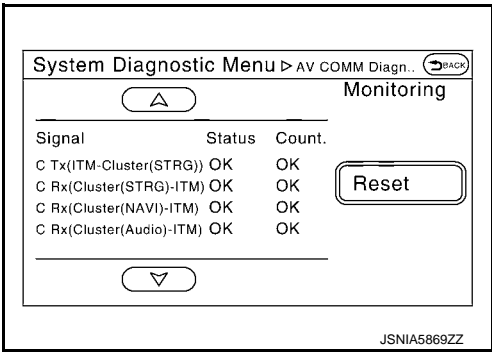 System Diagnostic Menu ▷ AV COMM Diagn.. BACK
Monitoring
Signal Status Count.
C Tx(ITM-Cluster(STRG)) OK OK
C Rx(Cluster(STRG)-ITM) OK OK
C Rx(Cluster(NAVI)-ITM) OK OK
C Rx(Cluster(Audio)-ITM) OK OK
Reset
JSNIA5869ZZ